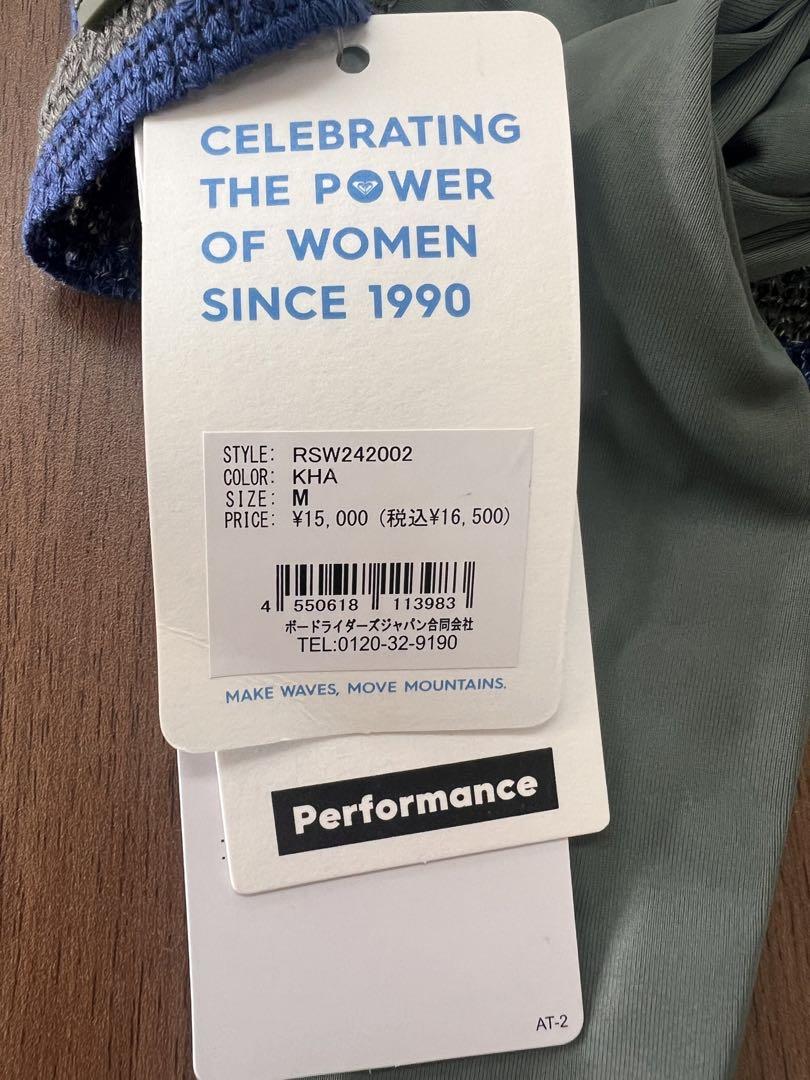 CELEBRATING
THE POWER
OF WOMEN
SINCE 1990
STYLE: RSW242002
COLOR: KHA
SIZE: M
PRICE: ¥15,000 (税込¥16,500)
4 550618 113983
ボードライダーズジャパン合同会社
TEL:0120-32-9190
MAKE WAVES, MOVE MOUNTAINS.
Performance
AT-2